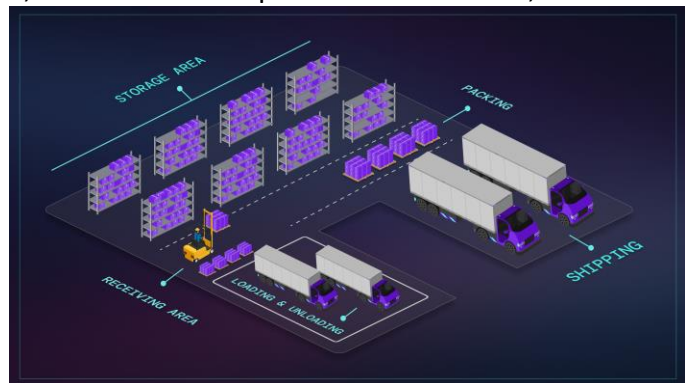 STORAGE AREA
PACKING
RECEIVING AREA
LOADING & UNLOADING
SHIPPING